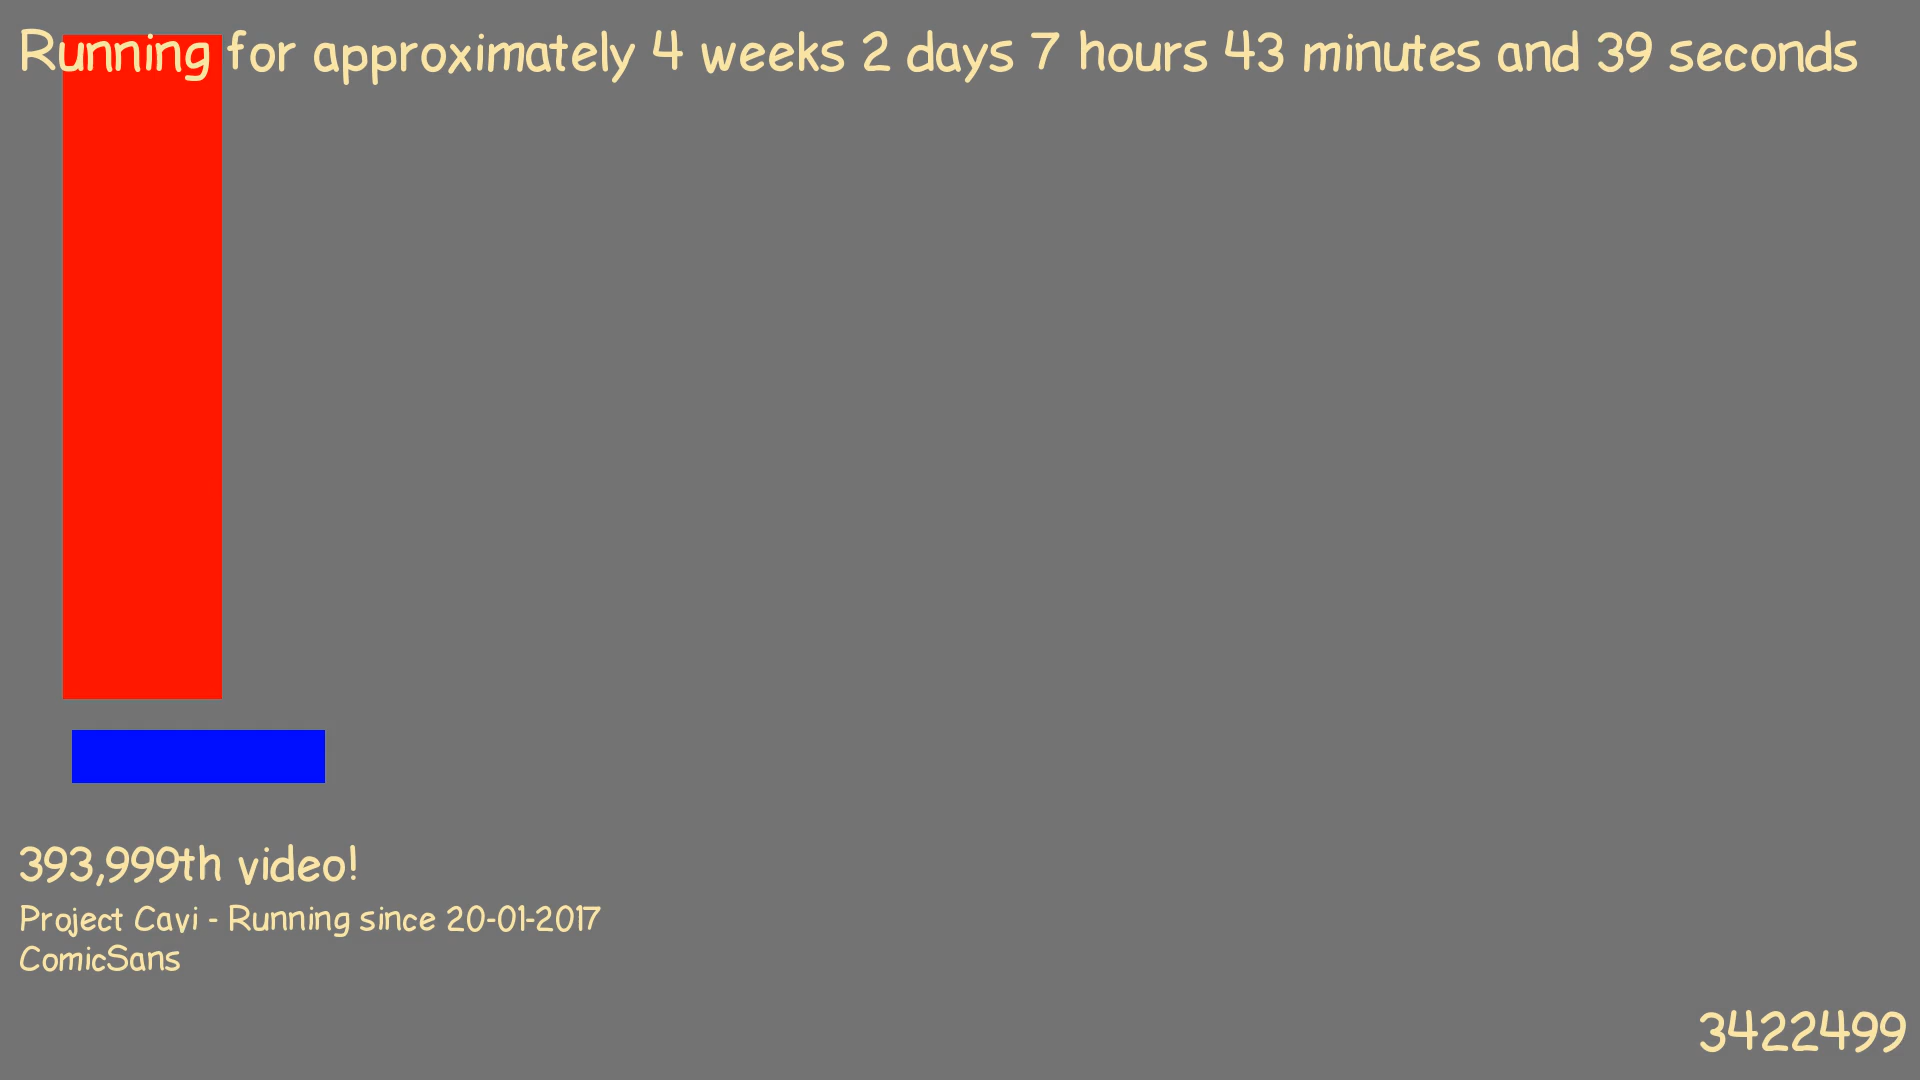 Running for approximately 4 weeks 2 days 7 hours 43 minutes and 39 seconds
393,999th video!
Project Cavi - Running since 20-01-2017
ComicSans
3422499